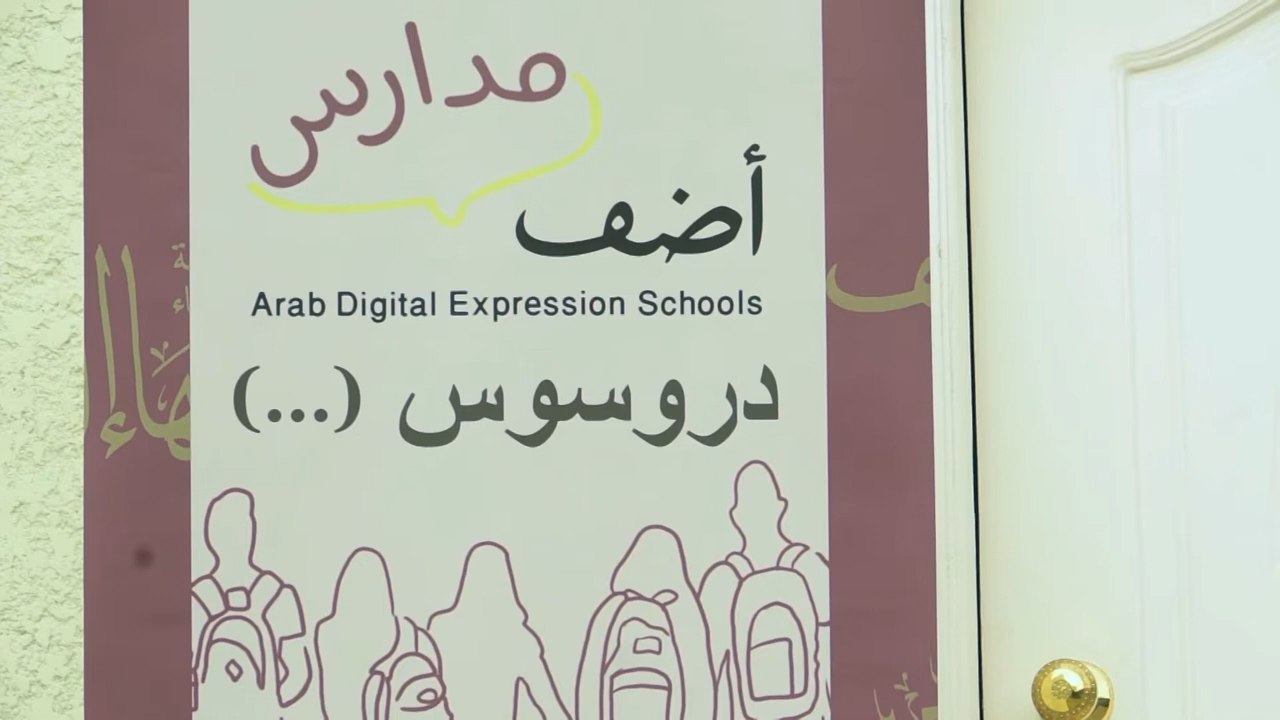 مدارس
أضف
Arab Digital Expression Schools
دروسوس (...)